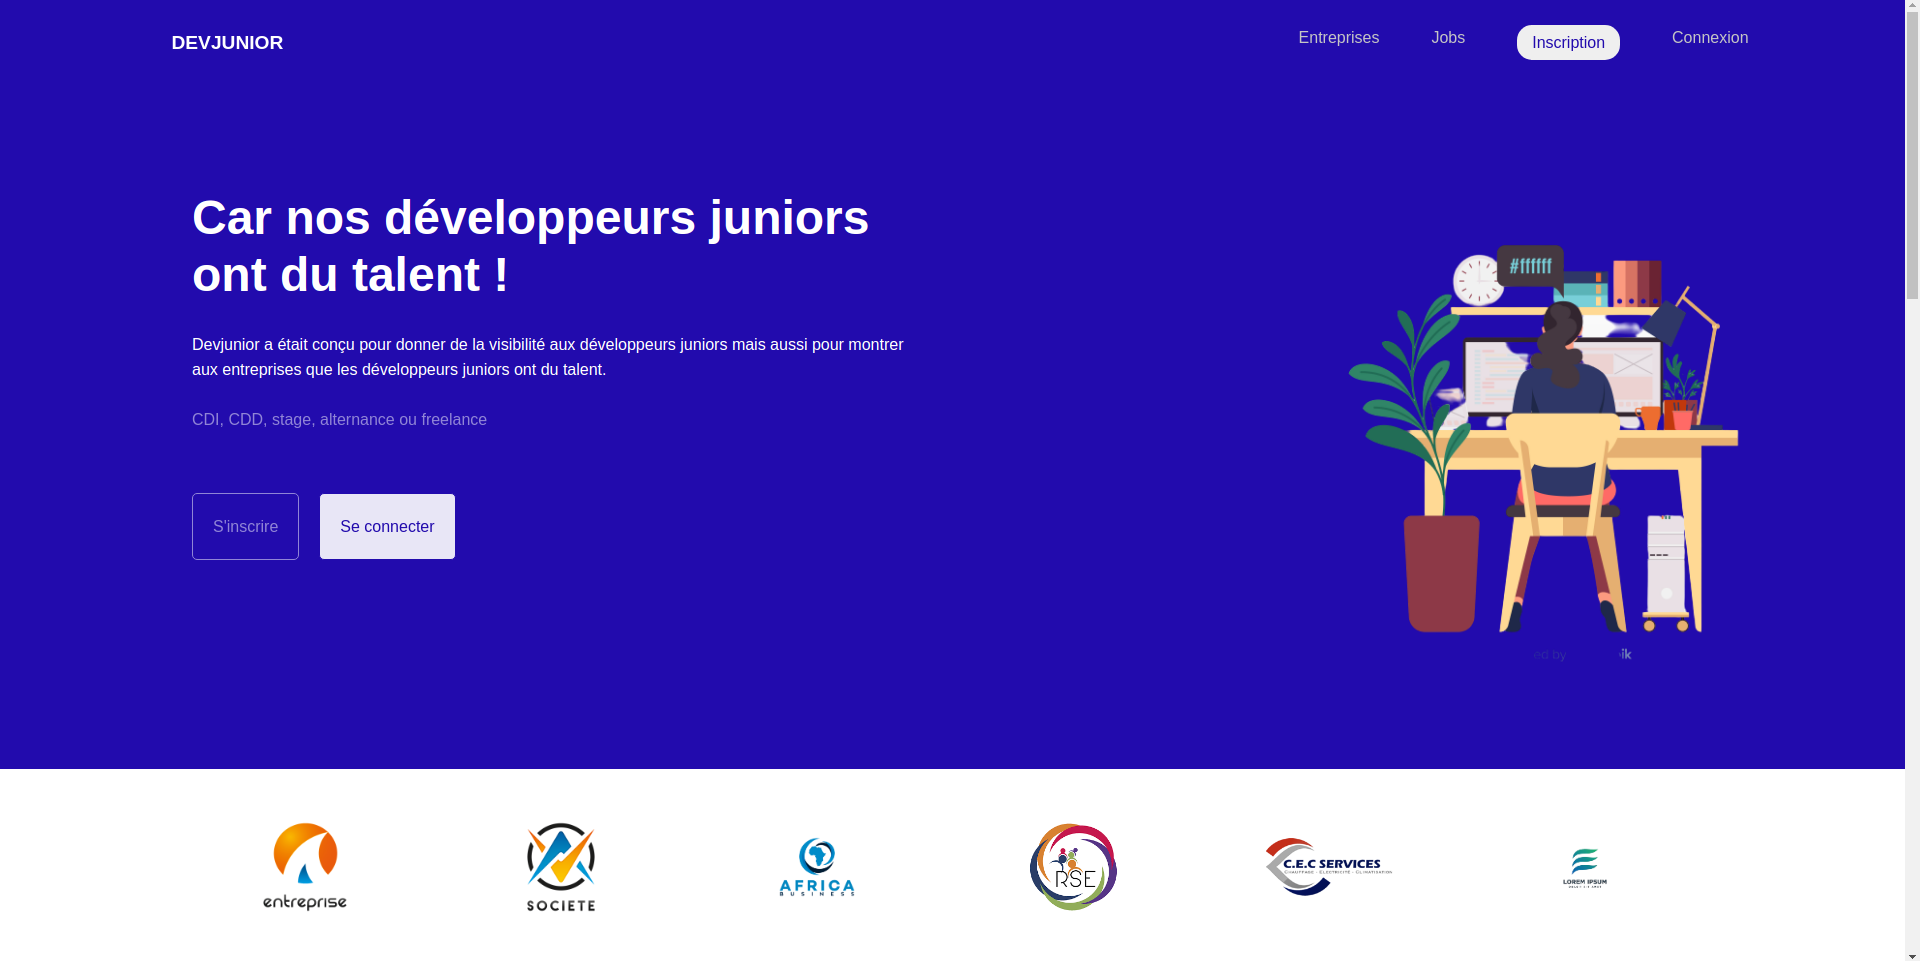 DEVJUNIOR
Entreprises
Jobs
Inscription
Connexion
Car nos développeurs juniors
ont du talent !
Devjunior a était conçu pour donner de la visibilité aux développeurs juniors mais aussi pour montrer
aux entreprises que les développeurs juniors ont du talent.
CDI, CDD, stage, alternance ou freelance
S'inscrire
Se connecter
#ffffff
ed by
ik
entreprise
SOCIETE
AFRICA
BUSINESS
RSE
C.E.C SERVICES
CHAUFFAGE - ELECTRICITÉ - CLIMATISATION
LOREM IPSUM